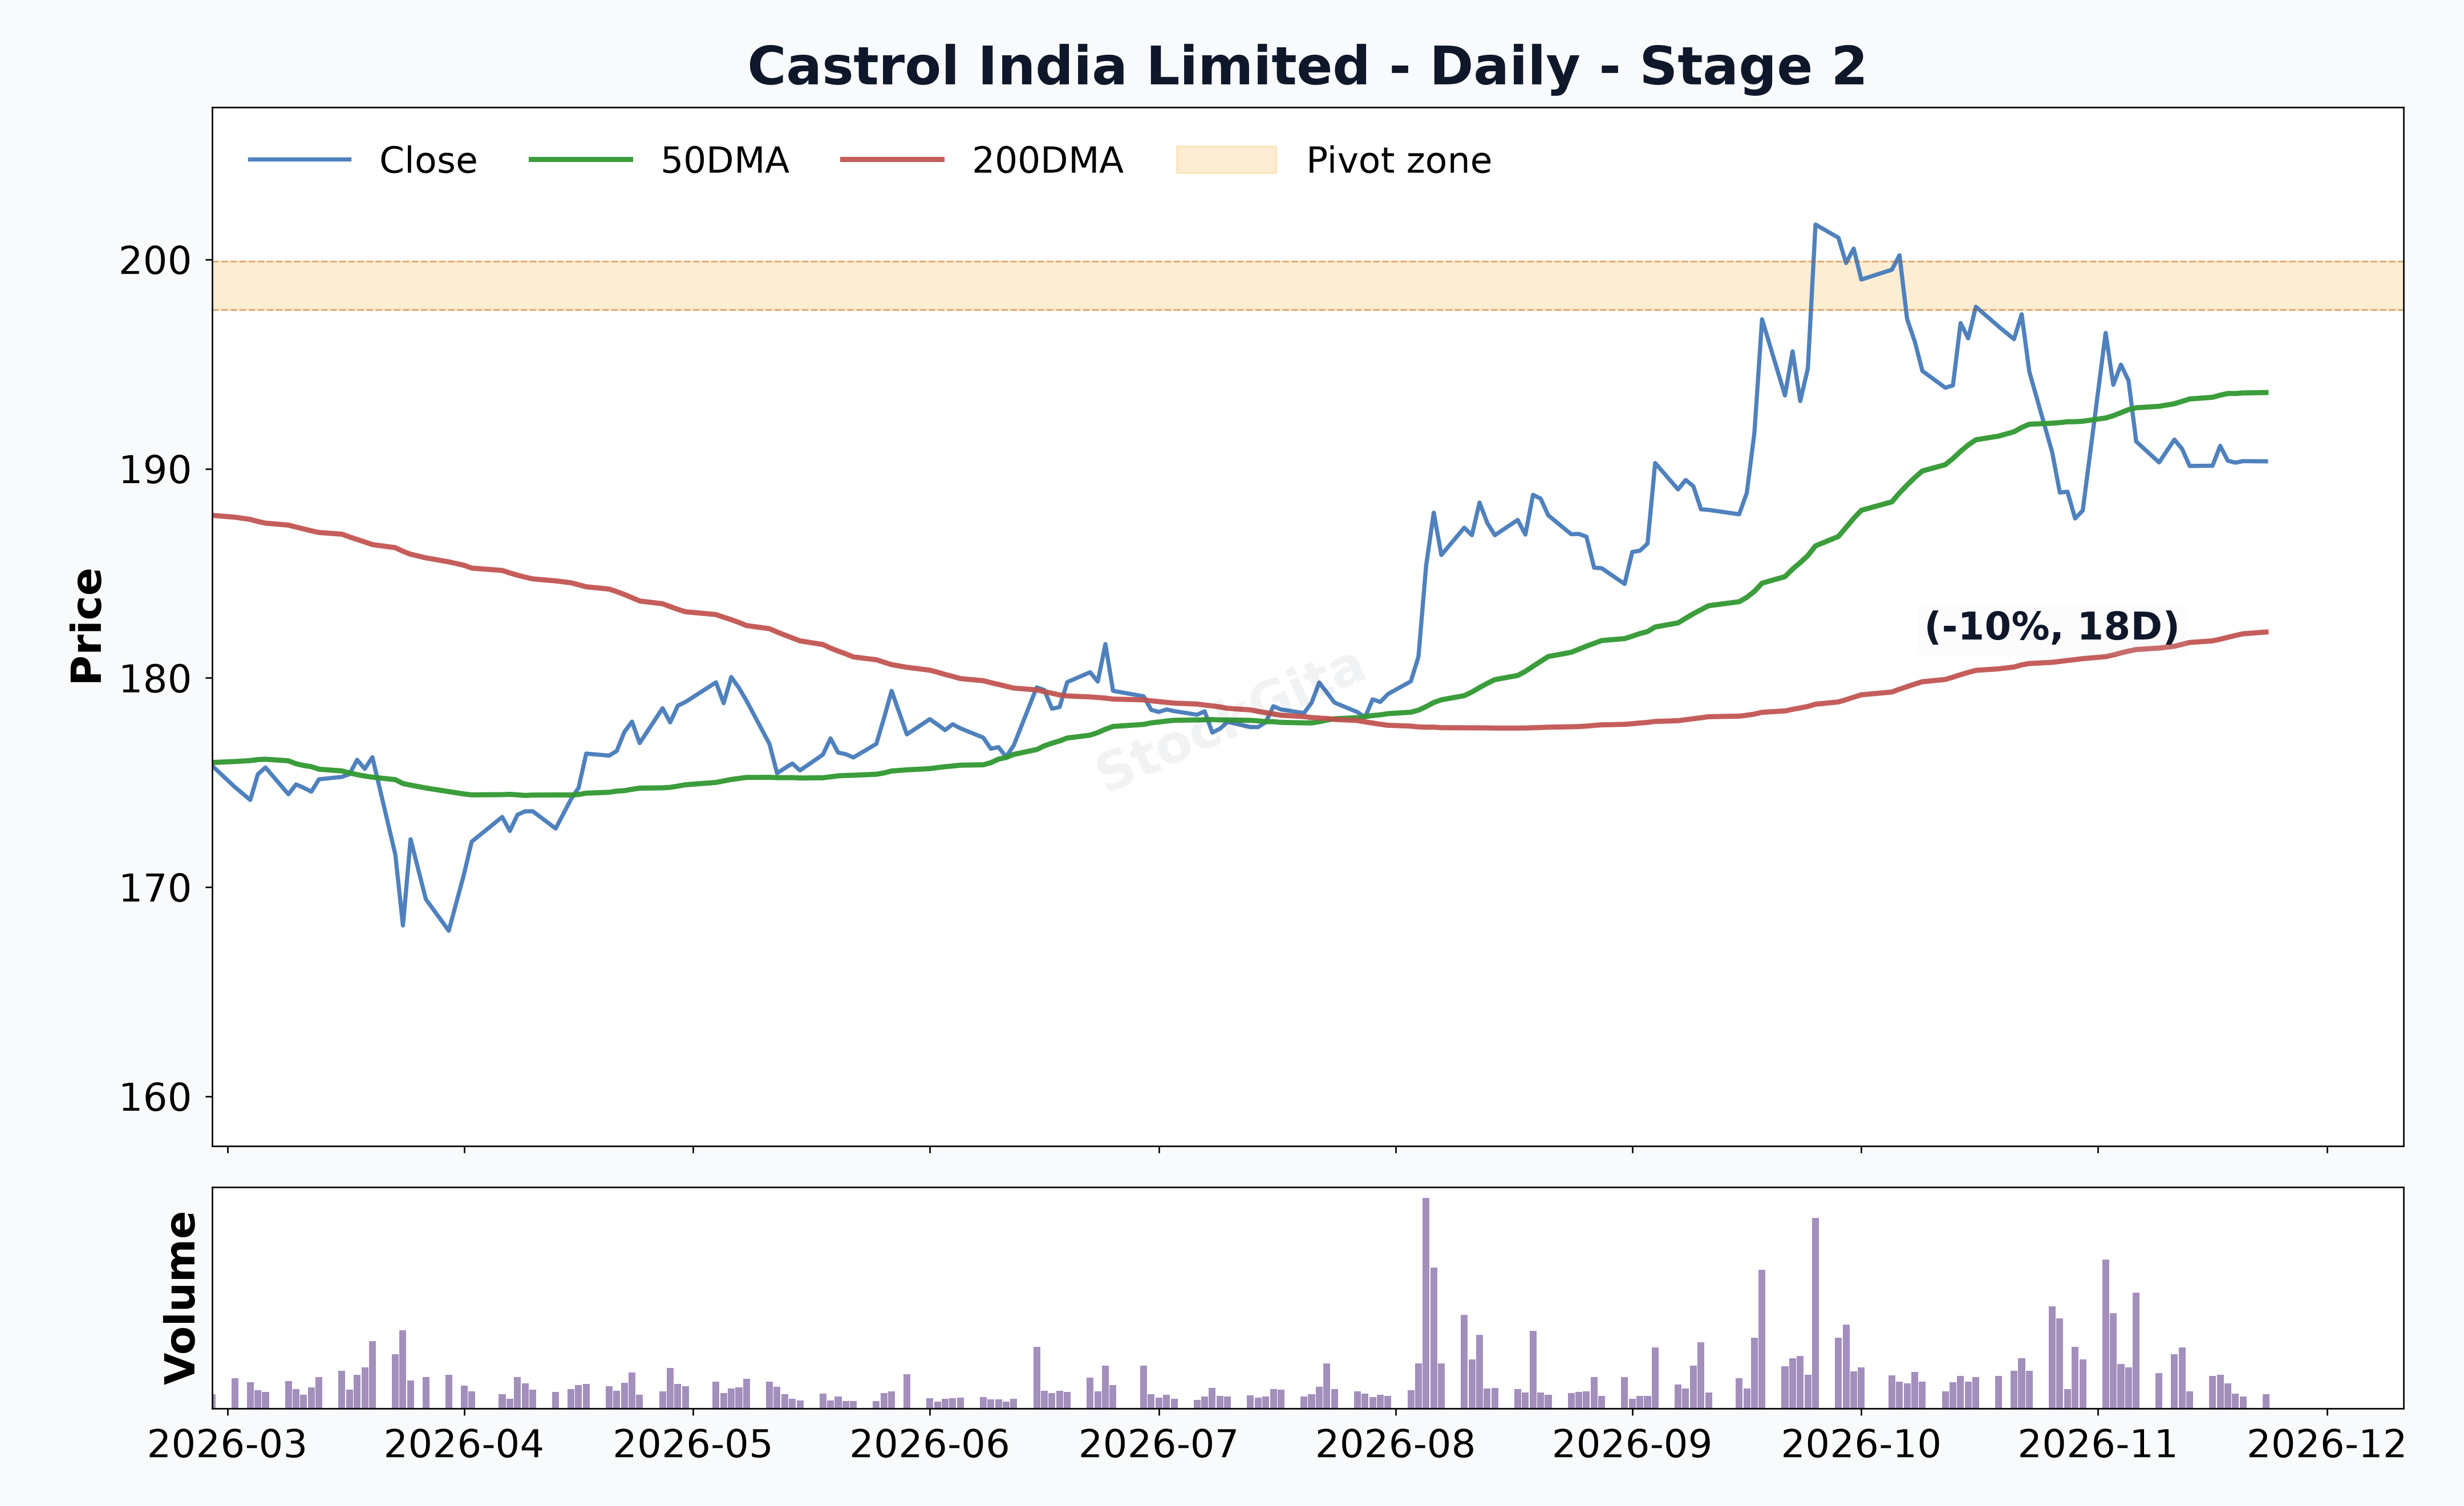 Castrol India Limited - Daily - Stage 2
Close 50DMA 200DMA Pivot zone
200
190
180
170
160
Price
(-10%, 18D)
StockGita
Volume
2026-03 2026-04 2026-05 2026-06 2026-07 2026-08 2026-09 2026-10 2026-11 2026-12